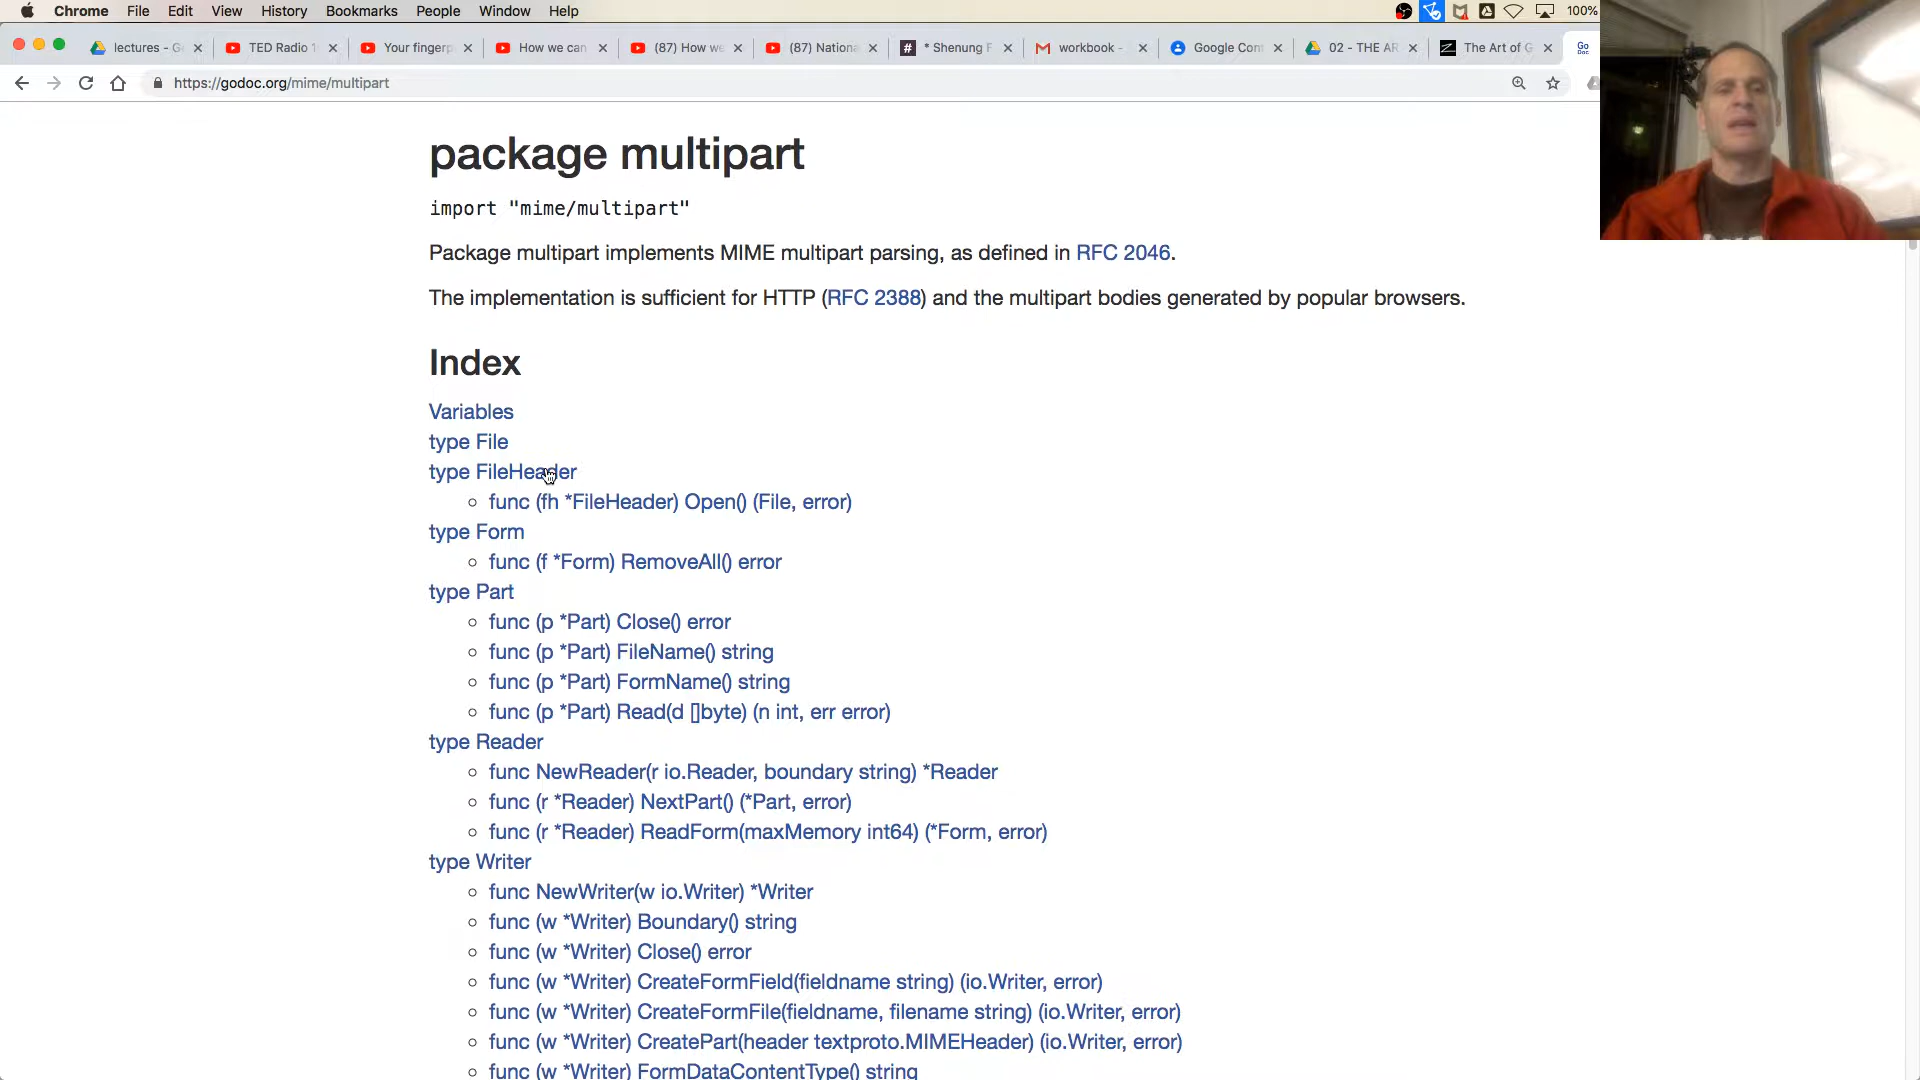 Chrome File Edit View History Bookmarks People Window Help 100%
lectures - G TED Radio 1 Your fingerp How we can (87) How we (87) Nationa * Shenung F workbook - Google Con 02 - THE AR The Art of G
https://godoc.org/mime/multipart
package multipart
import "mime/multipart"
Package multipart implements MIME multipart parsing, as defined in RFC 2046.
The implementation is sufficient for HTTP (RFC 2388) and the multipart bodies generated by popular browsers.
Index
Variables
type File
type FileHeader
func (fh *FileHeader) Open() (File, error)
type Form
func (f *Form) RemoveAll() error
type Part
func (p *Part) Close() error
func (p *Part) FileName() string
func (p *Part) FormName() string
func (p *Part) Read(d []byte) (n int, err error)
type Reader
func NewReader(r io.Reader, boundary string) *Reader
func (r *Reader) NextPart() (*Part, error)
func (r *Reader) ReadForm(maxMemory int64) (*Form, error)
type Writer
func NewWriter(w io.Writer) *Writer
func (w *Writer) Boundary() string
func (w *Writer) Close() error
func (w *Writer) CreateFormField(fieldname string) (io.Writer, error)
func (w *Writer) CreateFormFile(fieldname, filename string) (io.Writer, error)
func (w *Writer) CreatePart(header textproto.MIMEHeader) (io.Writer, error)
func (w *Writer) FormDataContentType() string